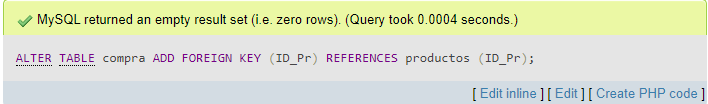 MySQL returned an empty result set (i.e. zero rows). (Query took 0.0004 seconds.)
ALTER TABLE compra ADD FOREIGN KEY (ID_Pr) REFERENCES productos (ID_Pr);
[ Edit inline ] [ Edit ] [ Create PHP code ]